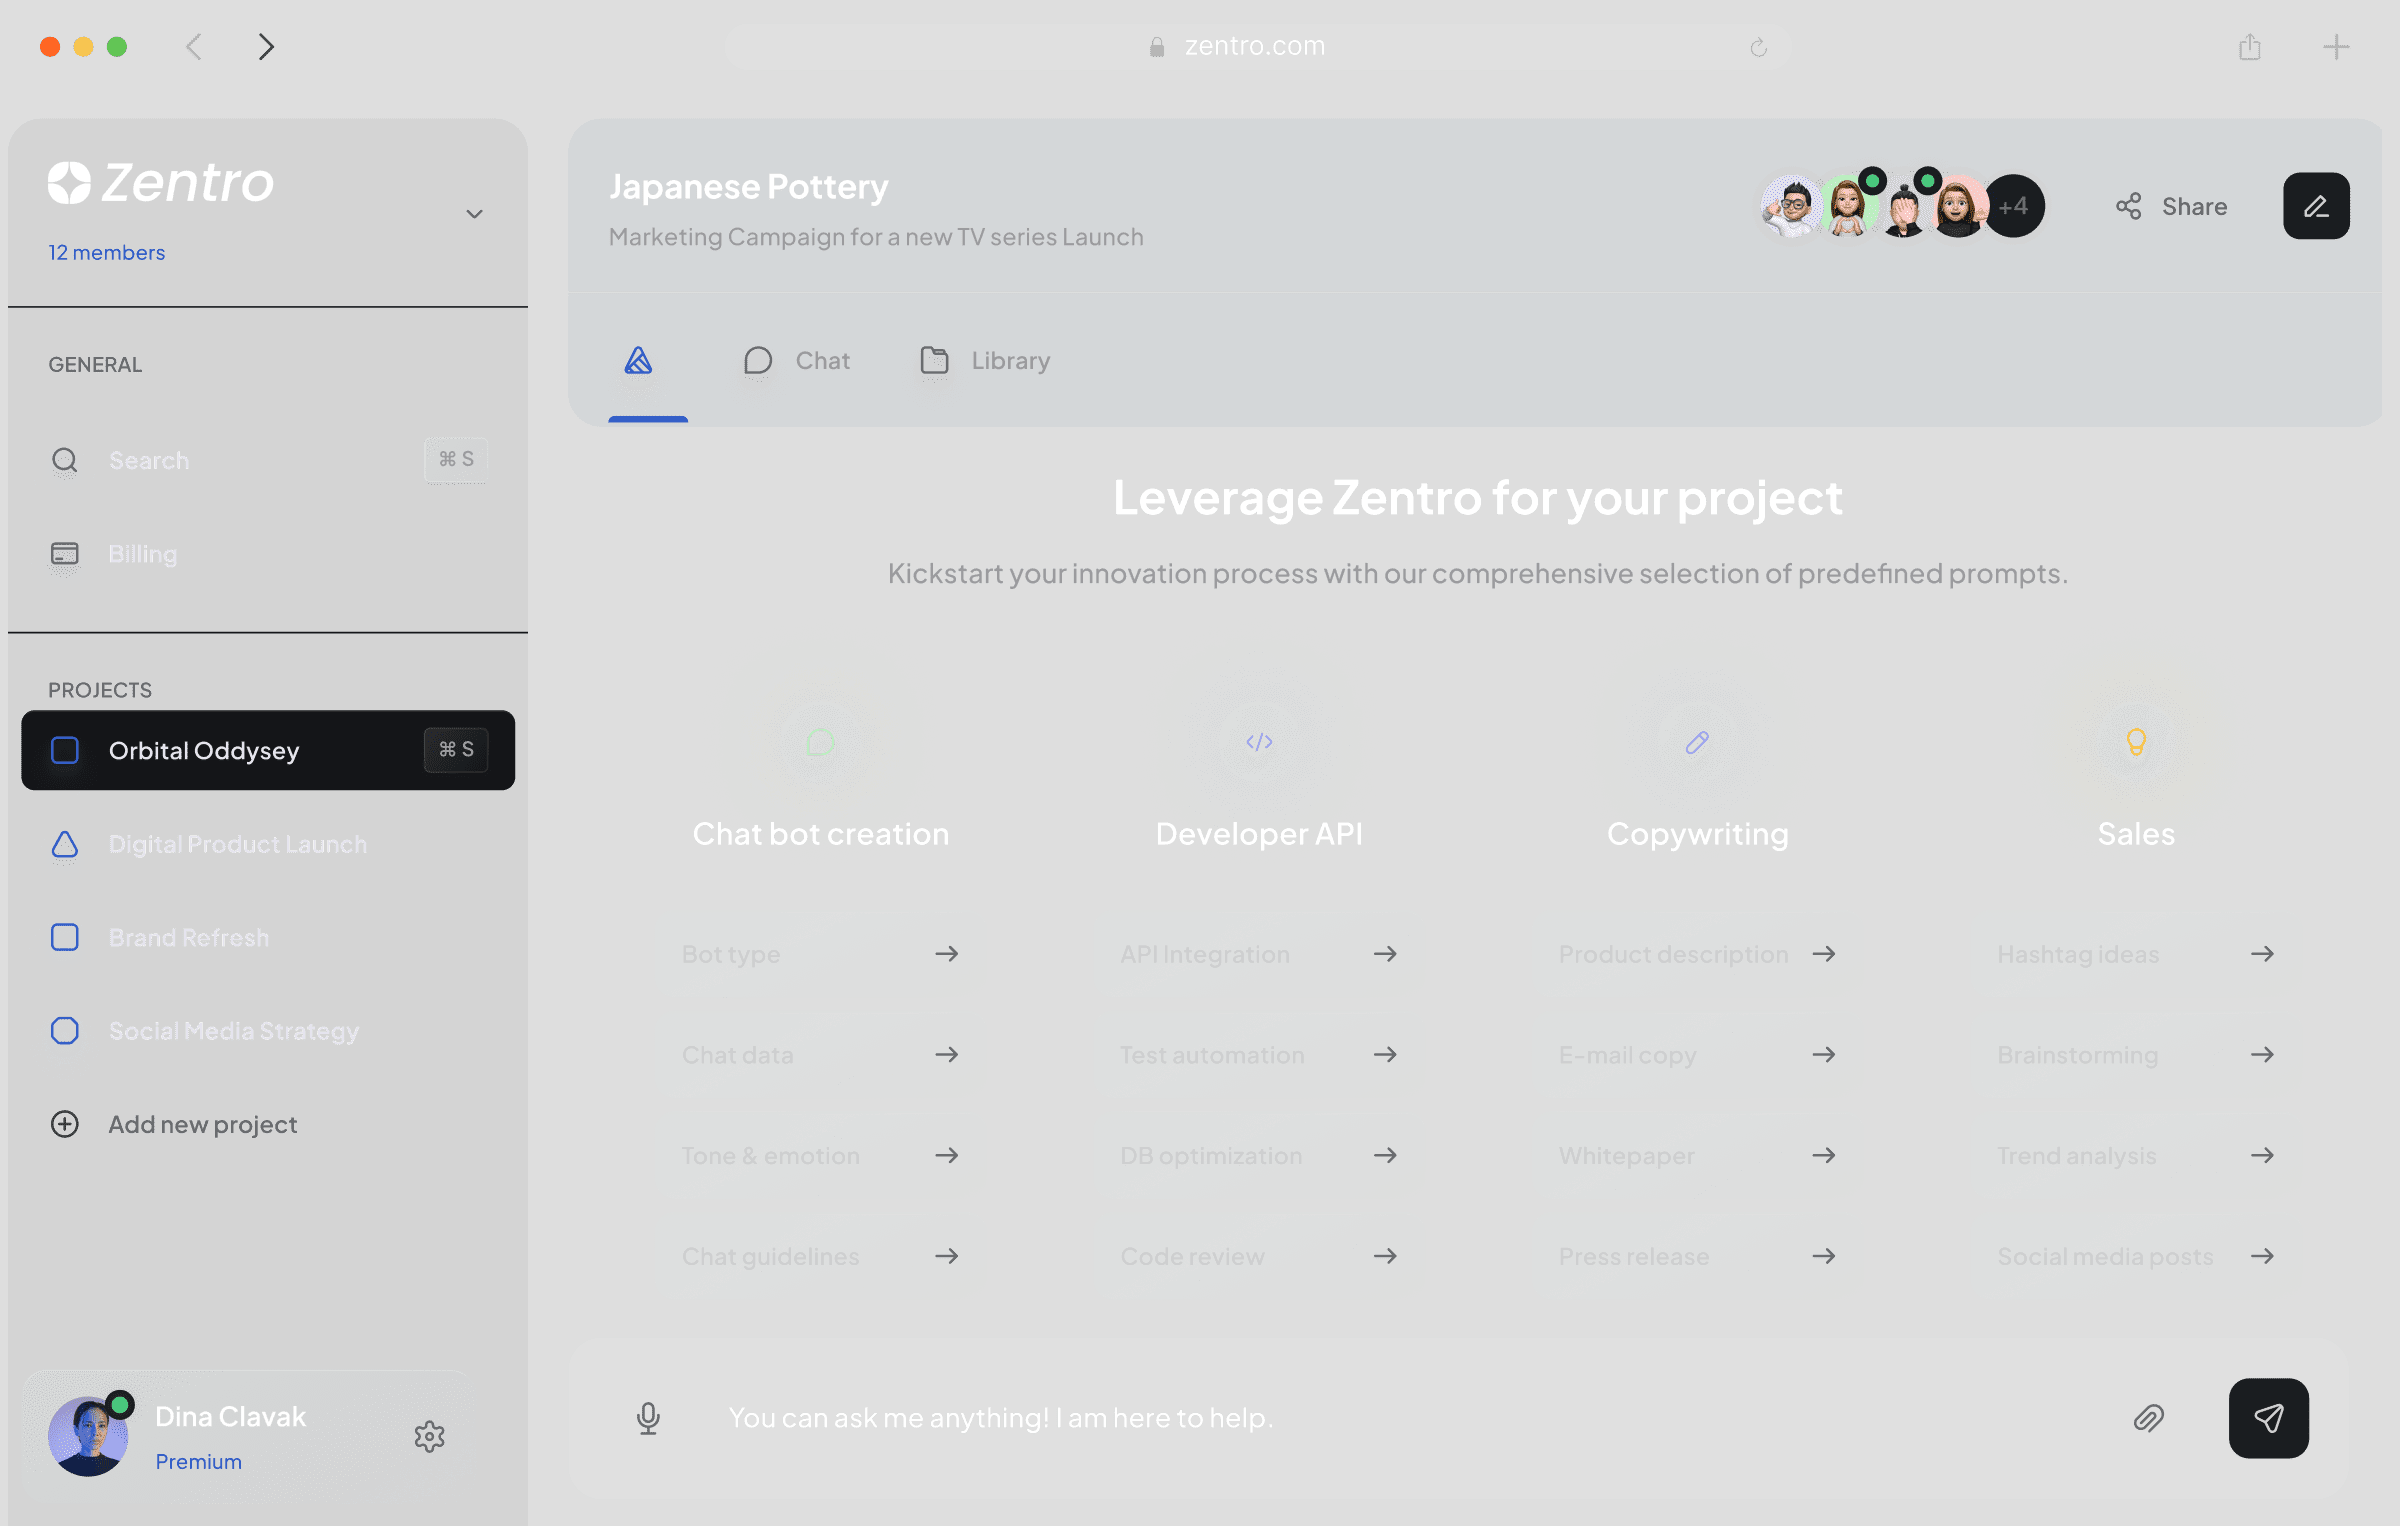 zentro.com
Zentro
12 members
GENERAL
Search
⌘ S
Billing
PROJECTS
Orbital Oddysey
⌘ S
Digital Product Launch
Brand Refresh
Social Media Strategy
Add new project
Dina Clavak
Premium
Japanese Pottery
Marketing Campaign for a new TV series Launch
+4
Share
Chat
Library
Leverage Zentro for your project
Kickstart your innovation process with our comprehensive selection of predefined prompts.
Chat bot creation
Bot type
Chat data
Tone & emotion
Chat guidelines
Developer API
API Integration
Test automation
DB optimization
Code review
Copywriting
Product description
E-mail copy
Whitepaper
Press release
Sales
Hashtag ideas
Brainstorming
Trend analysis
Social media posts
You can ask me anything! I am here to help.